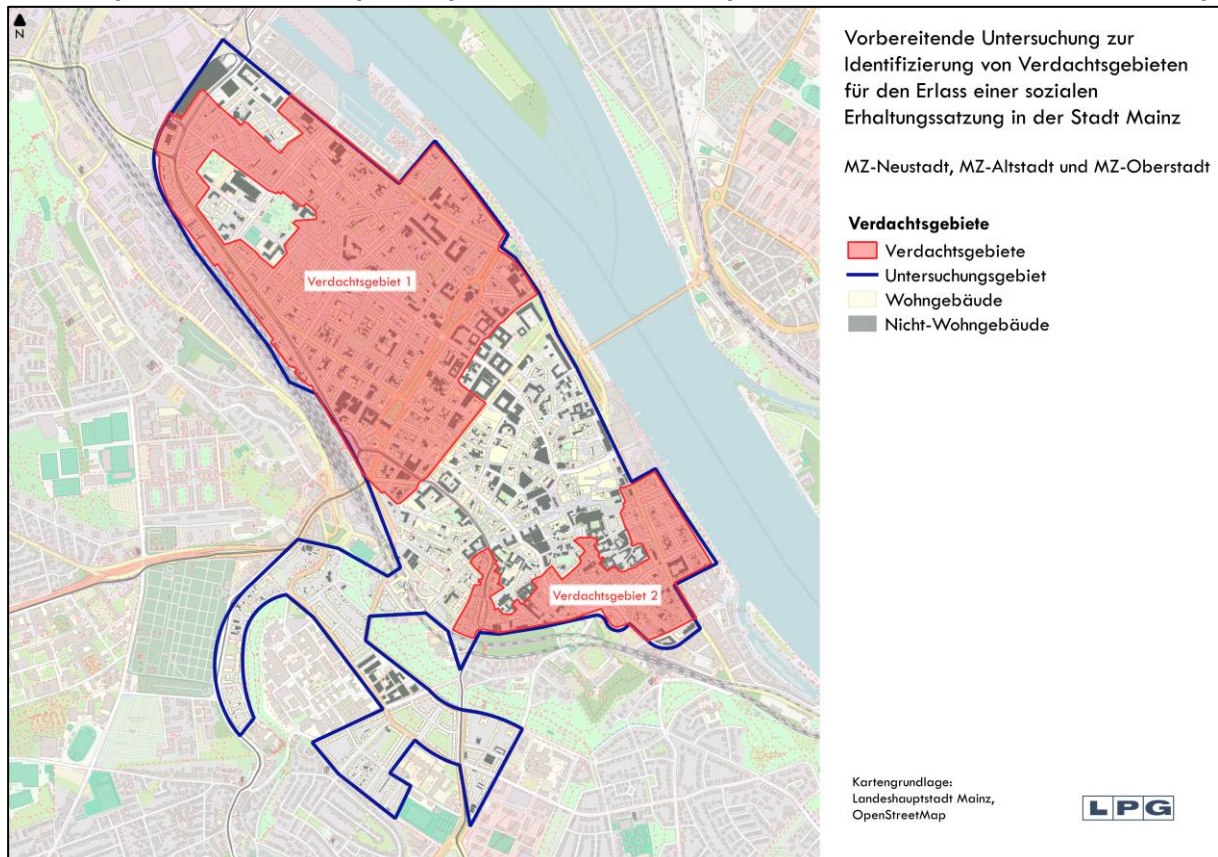 N
Verdachtsgebiet 1
Verdachtsgebiet 2
Vorbereitende Untersuchung zur
Identifizierung von Verdachtsgebieten
für den Erlass einer sozialen
Erhaltungssatzung in der Stadt Mainz
MZ-Neustadt, MZ-Altstadt und MZ-Oberstadt
Verdachtsgebiete
Verdachtsgebiete
Untersuchungsgebiet
Wohngebäude
Nicht-Wohngebäude
Kartengrundlage:
Landeshauptstadt Mainz,
OpenStreetMap
LPG